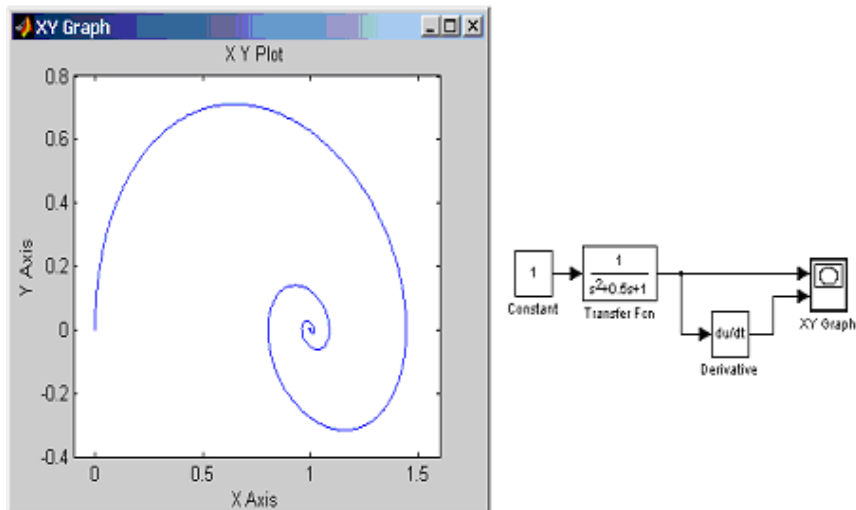 XY Graph
X Y Plot
0.8
0.6
0.4
0.2
0
-0.2
-0.4
Y Axis
0
0.5
1
1.5
X Axis
1
Constant
1
s²+0.5s+1
Transfer Fcn
du/dt
Derivative
XY Graph